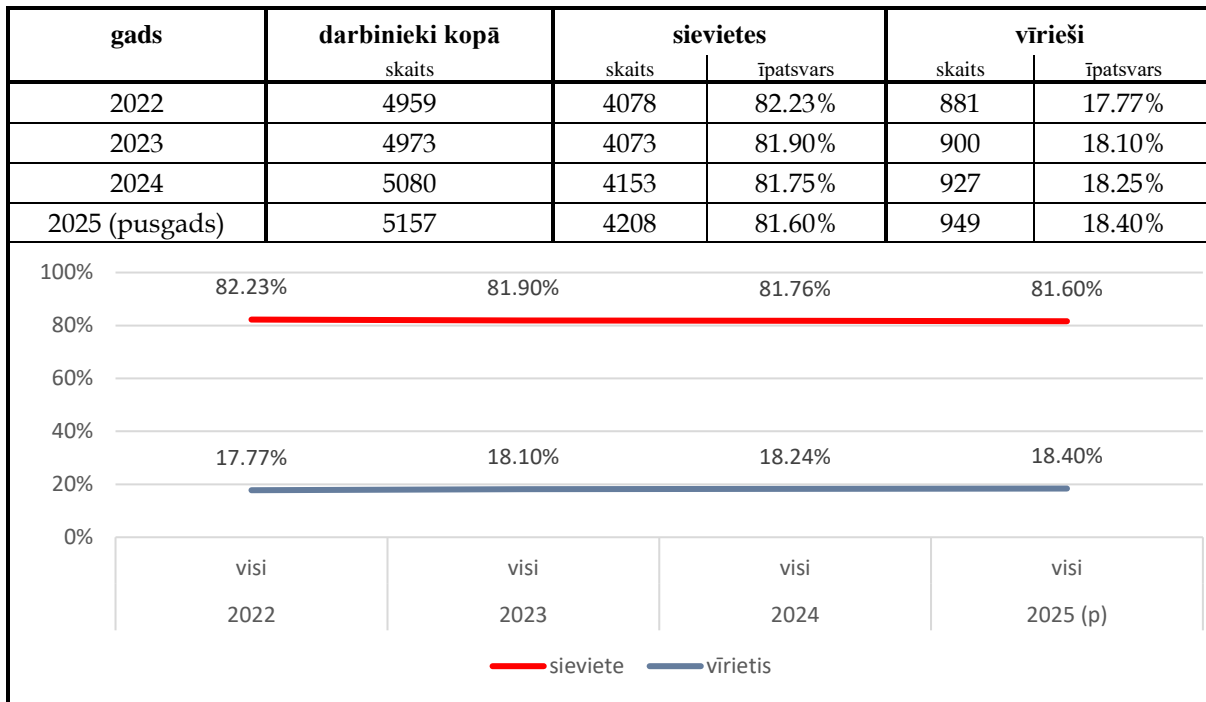 gads darbinieki kopā sievietes vīrieši
skaits skaits īpatsvars skaits īpatsvars
2022 4959 4078 82.23% 881 17.77%
2023 4973 4073 81.90% 900 18.10%
2024 5080 4153 81.75% 927 18.25%
2025 (pusgads) 5157 4208 81.60% 949 18.40%
100%
82.23% 81.90% 81.76% 81.60%
80%
60%
40%
17.77% 18.10% 18.24% 18.40%
20%
0%
visi visi visi visi
2022 2023 2024 2025 (p)
sieviete vīrietis